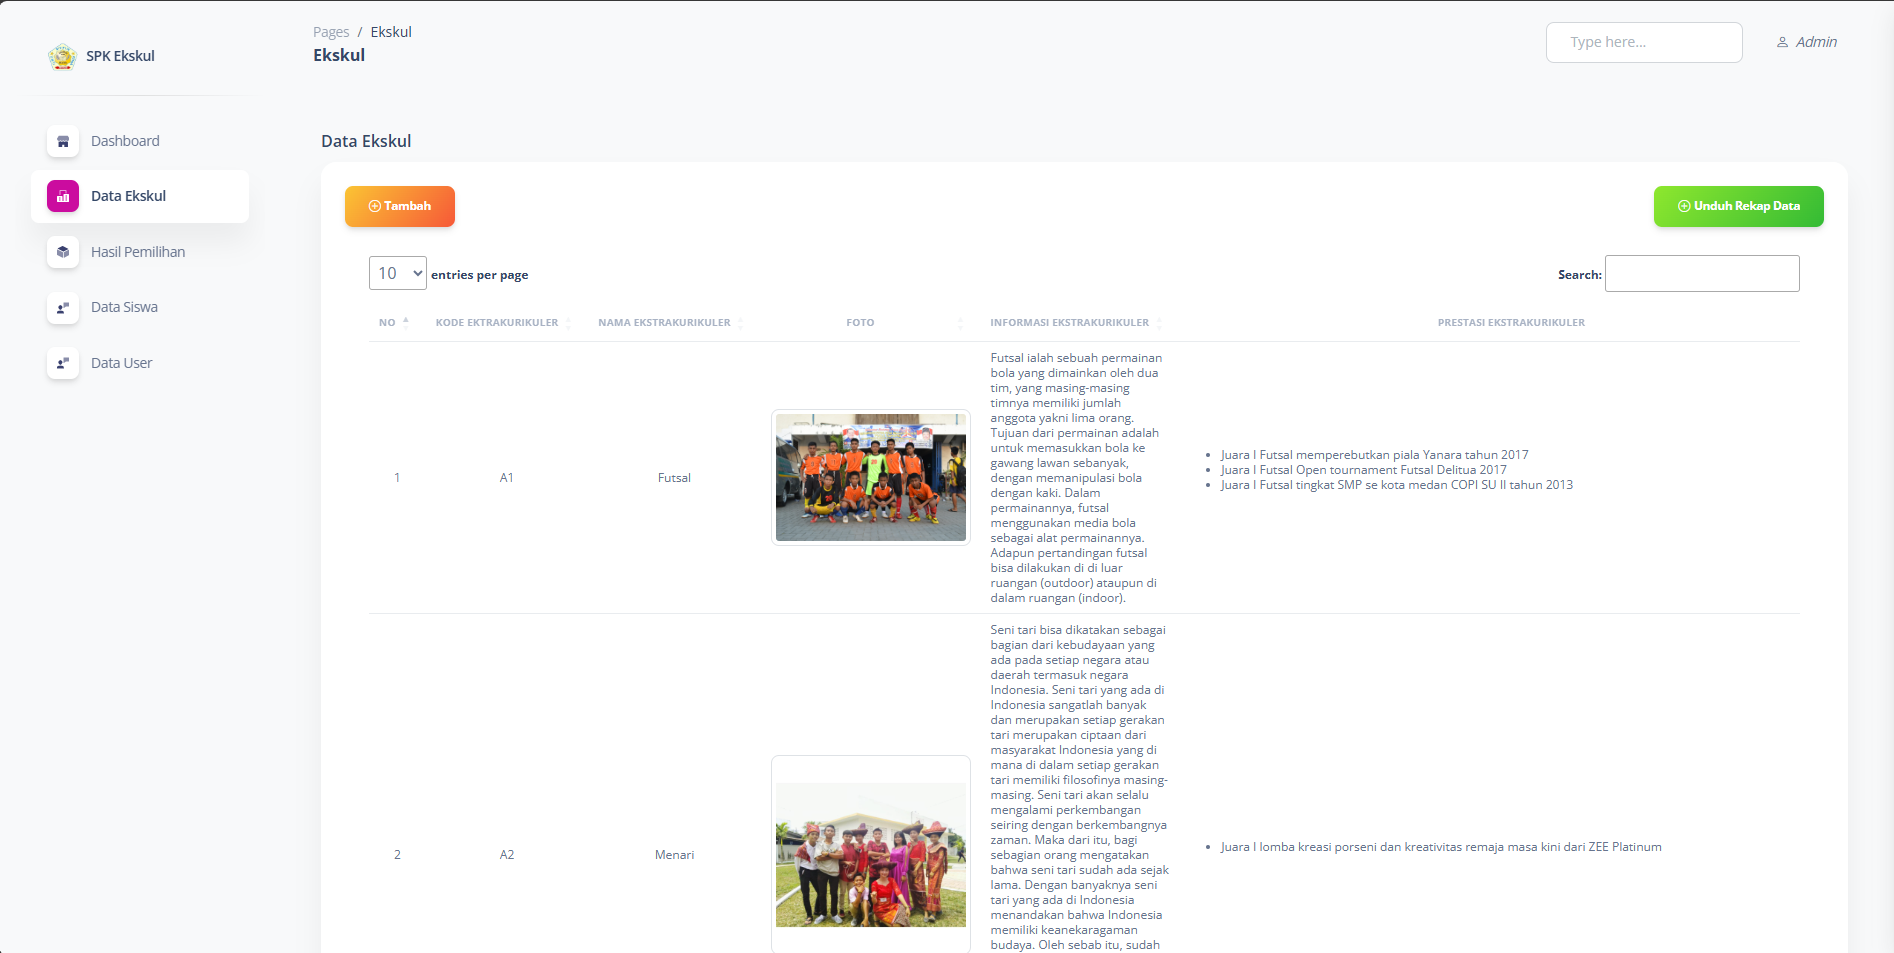 SPK Ekskul
Dashboard
Data Ekskul
Hasil Pemilihan
Data Siswa
Data User
Pages / Ekskul
Ekskul
Type here...
Admin
Data Ekskul
Tambah
Unduh Rekap Data
10 entries per page
Search:
NO KODE EKTRAKURIKULER NAMA EKSTRAKURIKULER FOTO INFORMASI EKSTRAKURIKULER PRESTASI EKSTRAKURIKULER
1 A1 Futsal
Futsal ialah sebuah permainan
bola yang dimainkan oleh dua
tim, yang masing-masing
timnya memiliki jumlah
anggota yakni lima orang.
Tujuan dari permainan adalah
untuk memasukkan bola ke
gawang lawan sebanyak,
dengan memanipulasi bola
dengan kaki. Dalam
permainannya, futsal
menggunakan media bola
sebagai alat permainannya.
Adapun pertandingan futsal
bisa dilakukan di di luar
ruangan (outdoor) ataupun di
dalam ruangan (indoor).
• Juara I Futsal memperebutkan piala Yanara tahun 2017
• Juara I Futsal Open tournament Futsal Delitua 2017
• Juara I Futsal tingkat SMP se kota medan COPI SU II tahun 2013
2 A2 Menari
Seni tari bisa dikatakan sebagai
bagian dari kebudayaan yang
ada pada setiap negara atau
daerah termasuk negara
Indonesia. Seni tari yang ada di
Indonesia sangatlah banyak
dan merupakan setiap gerakan
tari merupakan ciptaan dari
masyarakat Indonesia yang di
mana di dalam setiap gerakan
tari memiliki filosofinya masing-
masing. Seni tari akan selalu
mengalami perkembangan
seiring dengan berkembangnya
zaman. Maka dari itu, bagi
sebagian orang mengatakan
bahwa seni tari sudah ada sejak
lama. Dengan banyaknya seni
tari yang ada di Indonesia
menandakan bahwa Indonesia
memiliki keanekaragaman
budaya. Oleh sebab itu, sudah
• Juara I lomba kreasi porseni dan kreativitas remaja masa kini dari ZEE Platinum